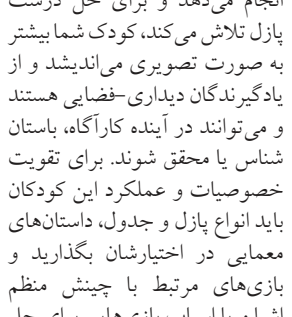 انجام می‌دهد و برای حل درست
پازل تلاش می‌کند، کودک شما بیشتر
به صورت تصویری می‌اندیشد و از
یادگیرندگان دیداری–فضایی هستند
و می‌توانند در آینده کارآگاه، باستان
شناس یا محقق شوند. برای تقویت
خصوصیات و عملکرد این کودکان
باید انواع پازل و جدول، داستان‌های
معمایی در اختیارشان بگذارید و
بازی‌های مرتبط با چینش منظم